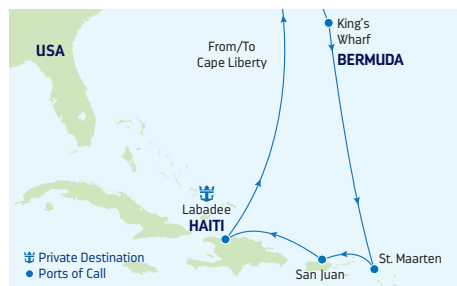 USA
From/To
Cape Liberty
King's
Wharf
BERMUDA
Labadee
HAITI
San Juan
St. Maarten
Private Destination
Ports of Call